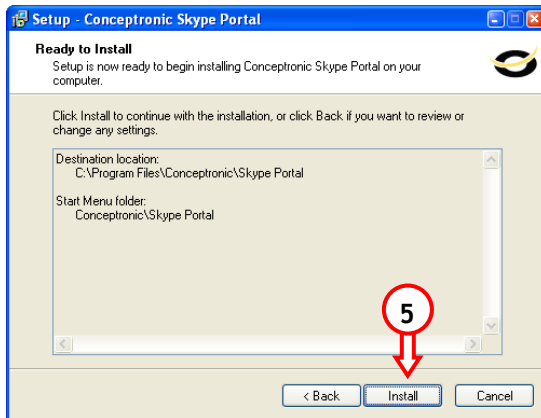 Setup - Conceptronic Skype Portal
Ready to Install
Setup is now ready to begin installing Conceptronic Skype Portal on your
computer.
Click Install to continue with the installation, or click Back if you want to review or
change any settings.
Destination location:
C:\Program Files\Conceptronic\Skype Portal
Start Menu folder:
Conceptronic\Skype Portal
5
< Back Install Cancel